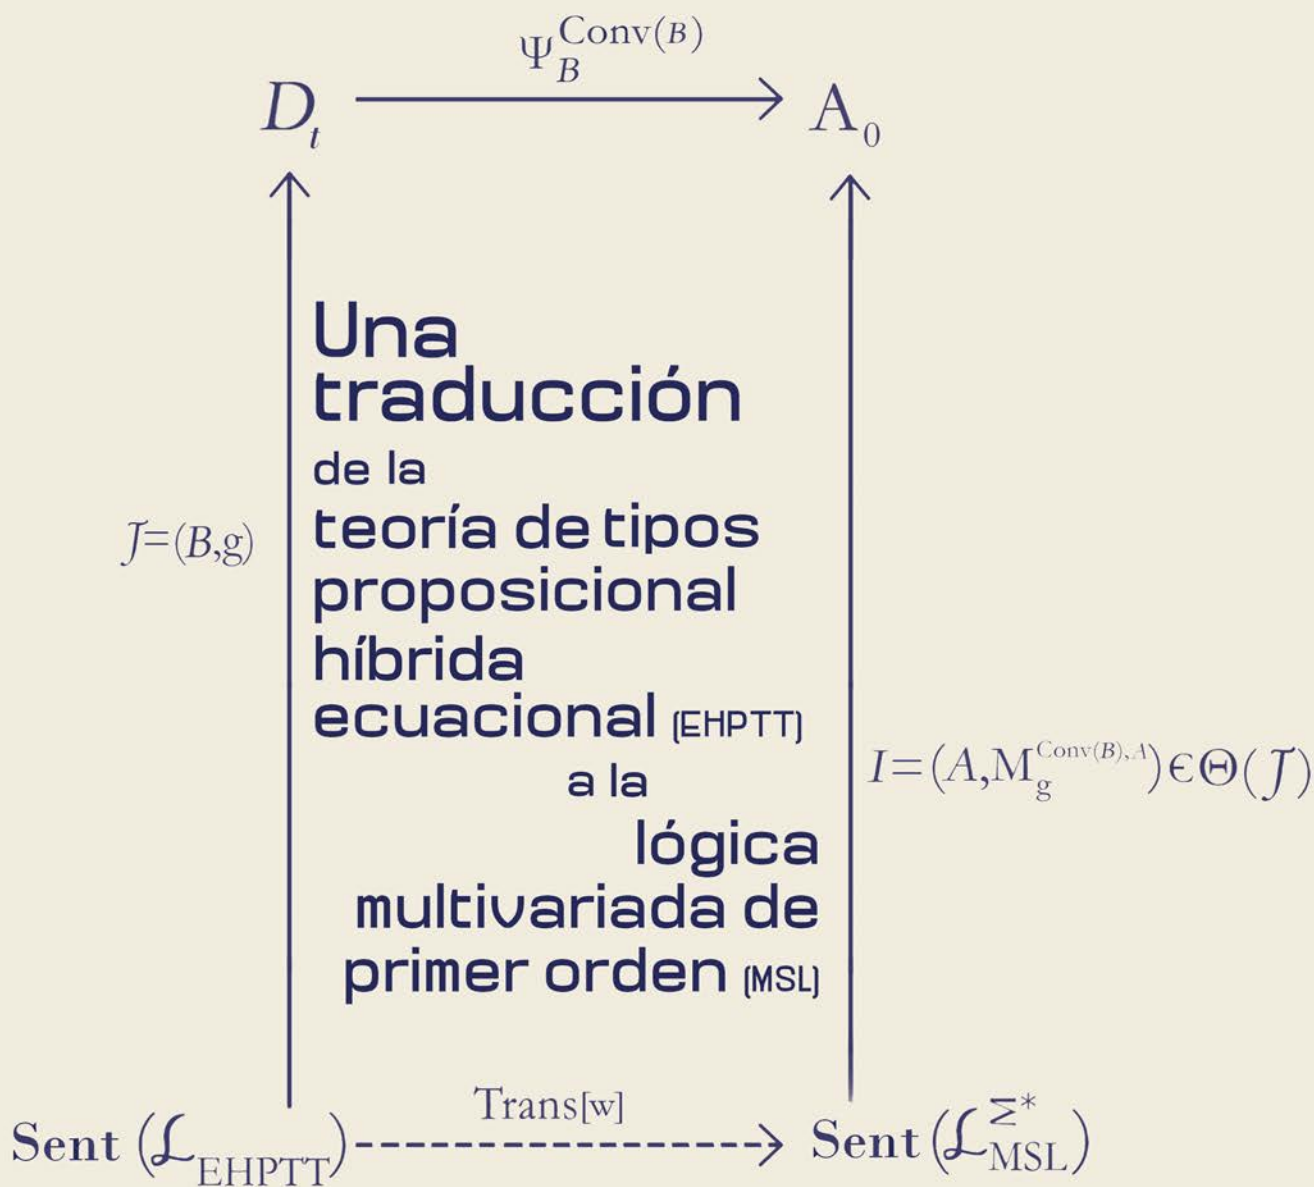 Ψ_B^Conv(B)
D_t A_0
Una
traducción
de la
teoría de tipos
proposicional
híbrida
ecuacional (EHPTT)
a la
lógica
multivariada de
primer orden (MSL)
𝒥=(B,g)
I=(A,M_g^Conv(B),A)∈Θ(𝒥)
Trans[w]
Sent (ℒ_EHPTT) Sent (ℒ_MSL^Σ*)